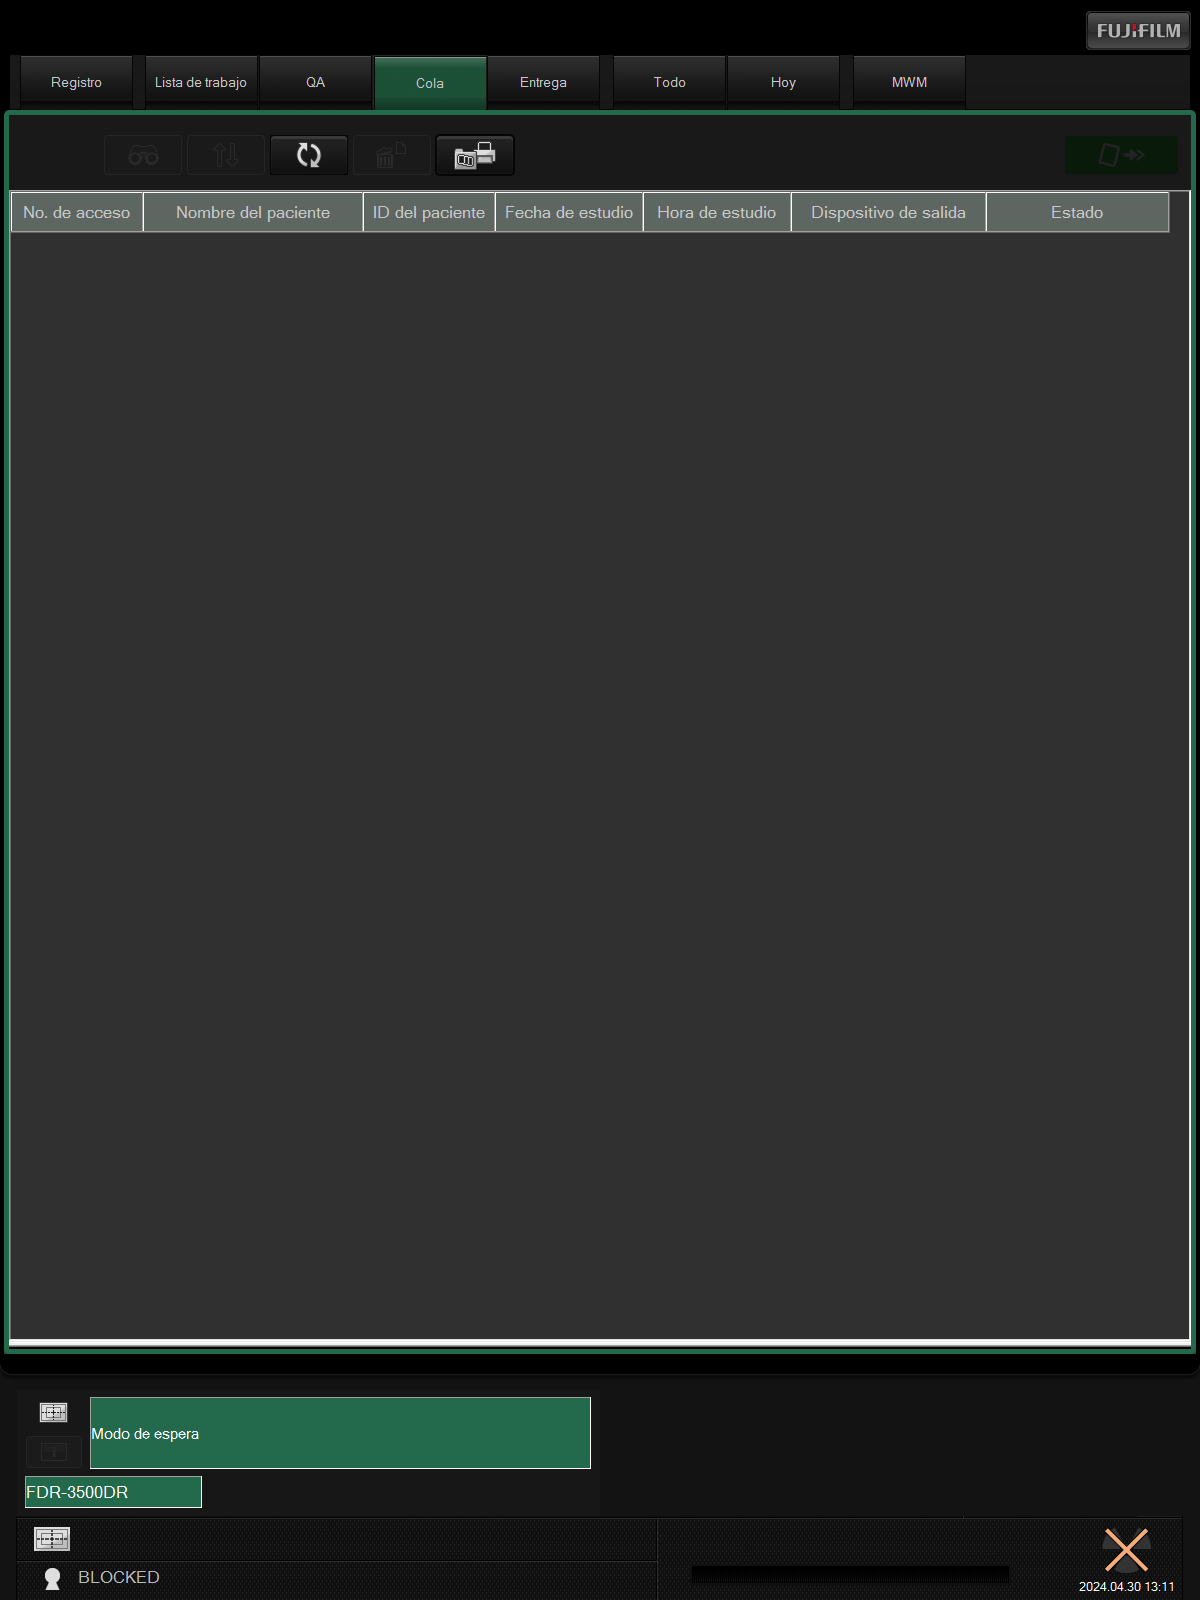 FUJIFILM
Registro
Lista de trabajo
QA
Cola
Entrega
Todo
Hoy
MWM
No. de acceso
Nombre del paciente
ID del paciente
Fecha de estudio
Hora de estudio
Dispositivo de salida
Estado
Modo de espera
FDR-3500DR
BLOCKED
2024.04.30 13:11